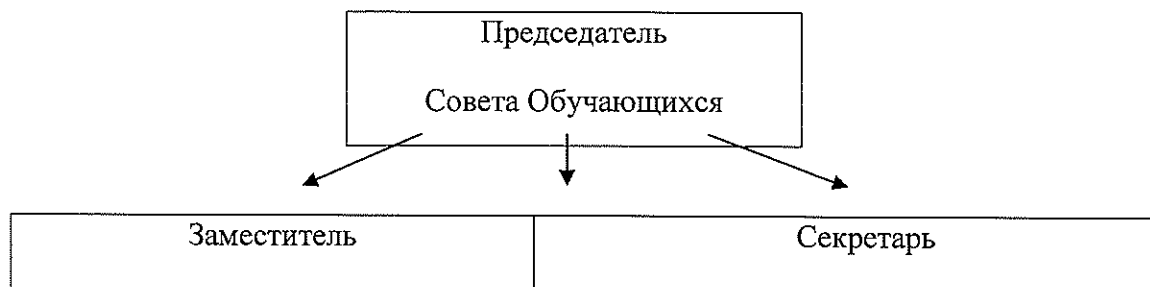 Председатель
Совета Обучающихся
Заместитель
Секретарь